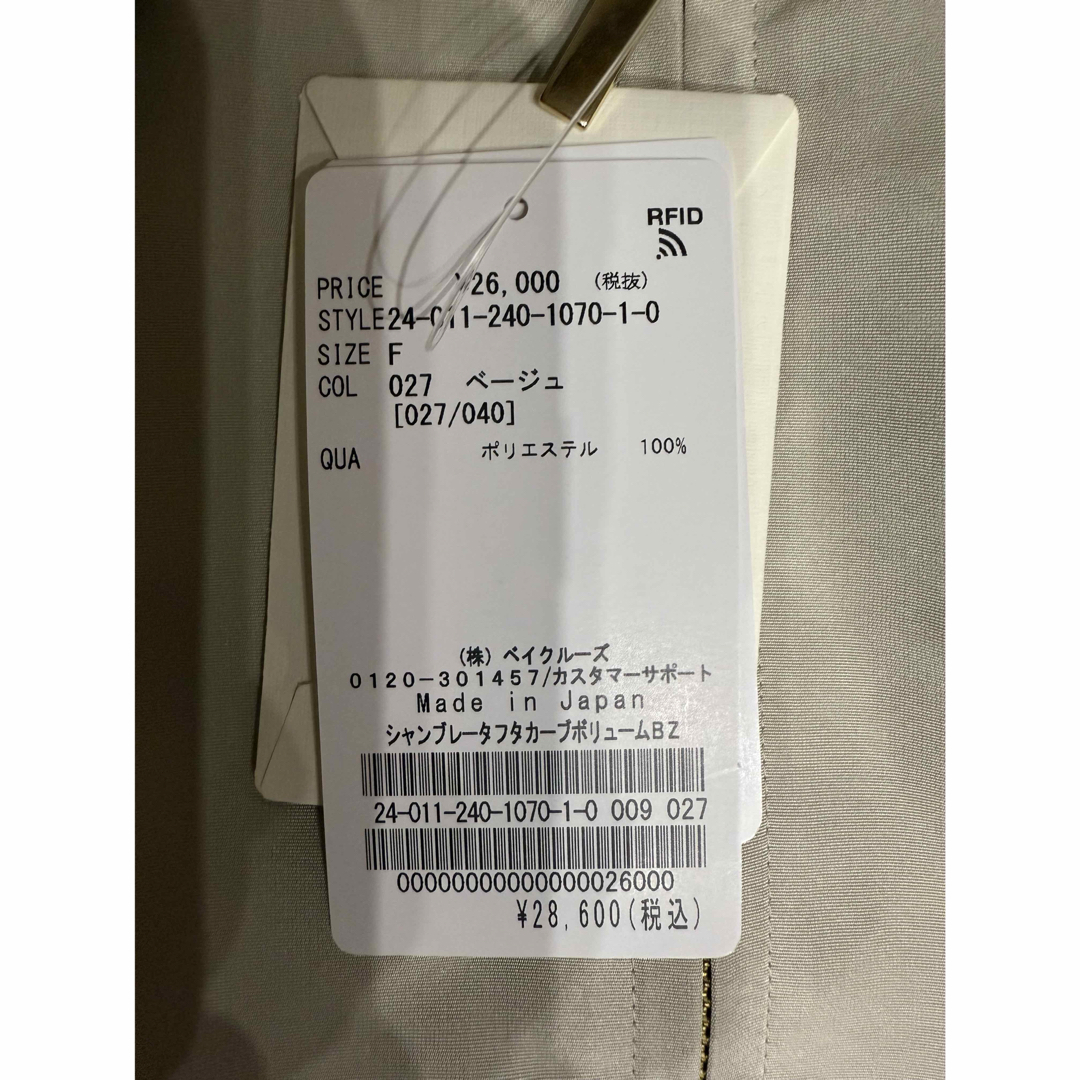 RFID
PRICE ¥26,000 (税抜)
STYLE 24-011-240-1070-1-0
SIZE F
COL 027 ベージュ
[027/040]
QUA ポリエステル 100%
(株) ベイクルーズ
0120-301457/カスタマーサポート
Made in Japan
シャンブレータフタカーブボリュームBZ
24-011-240-1070-1-0 009 027
00000000000000026000
¥28,600(税込)